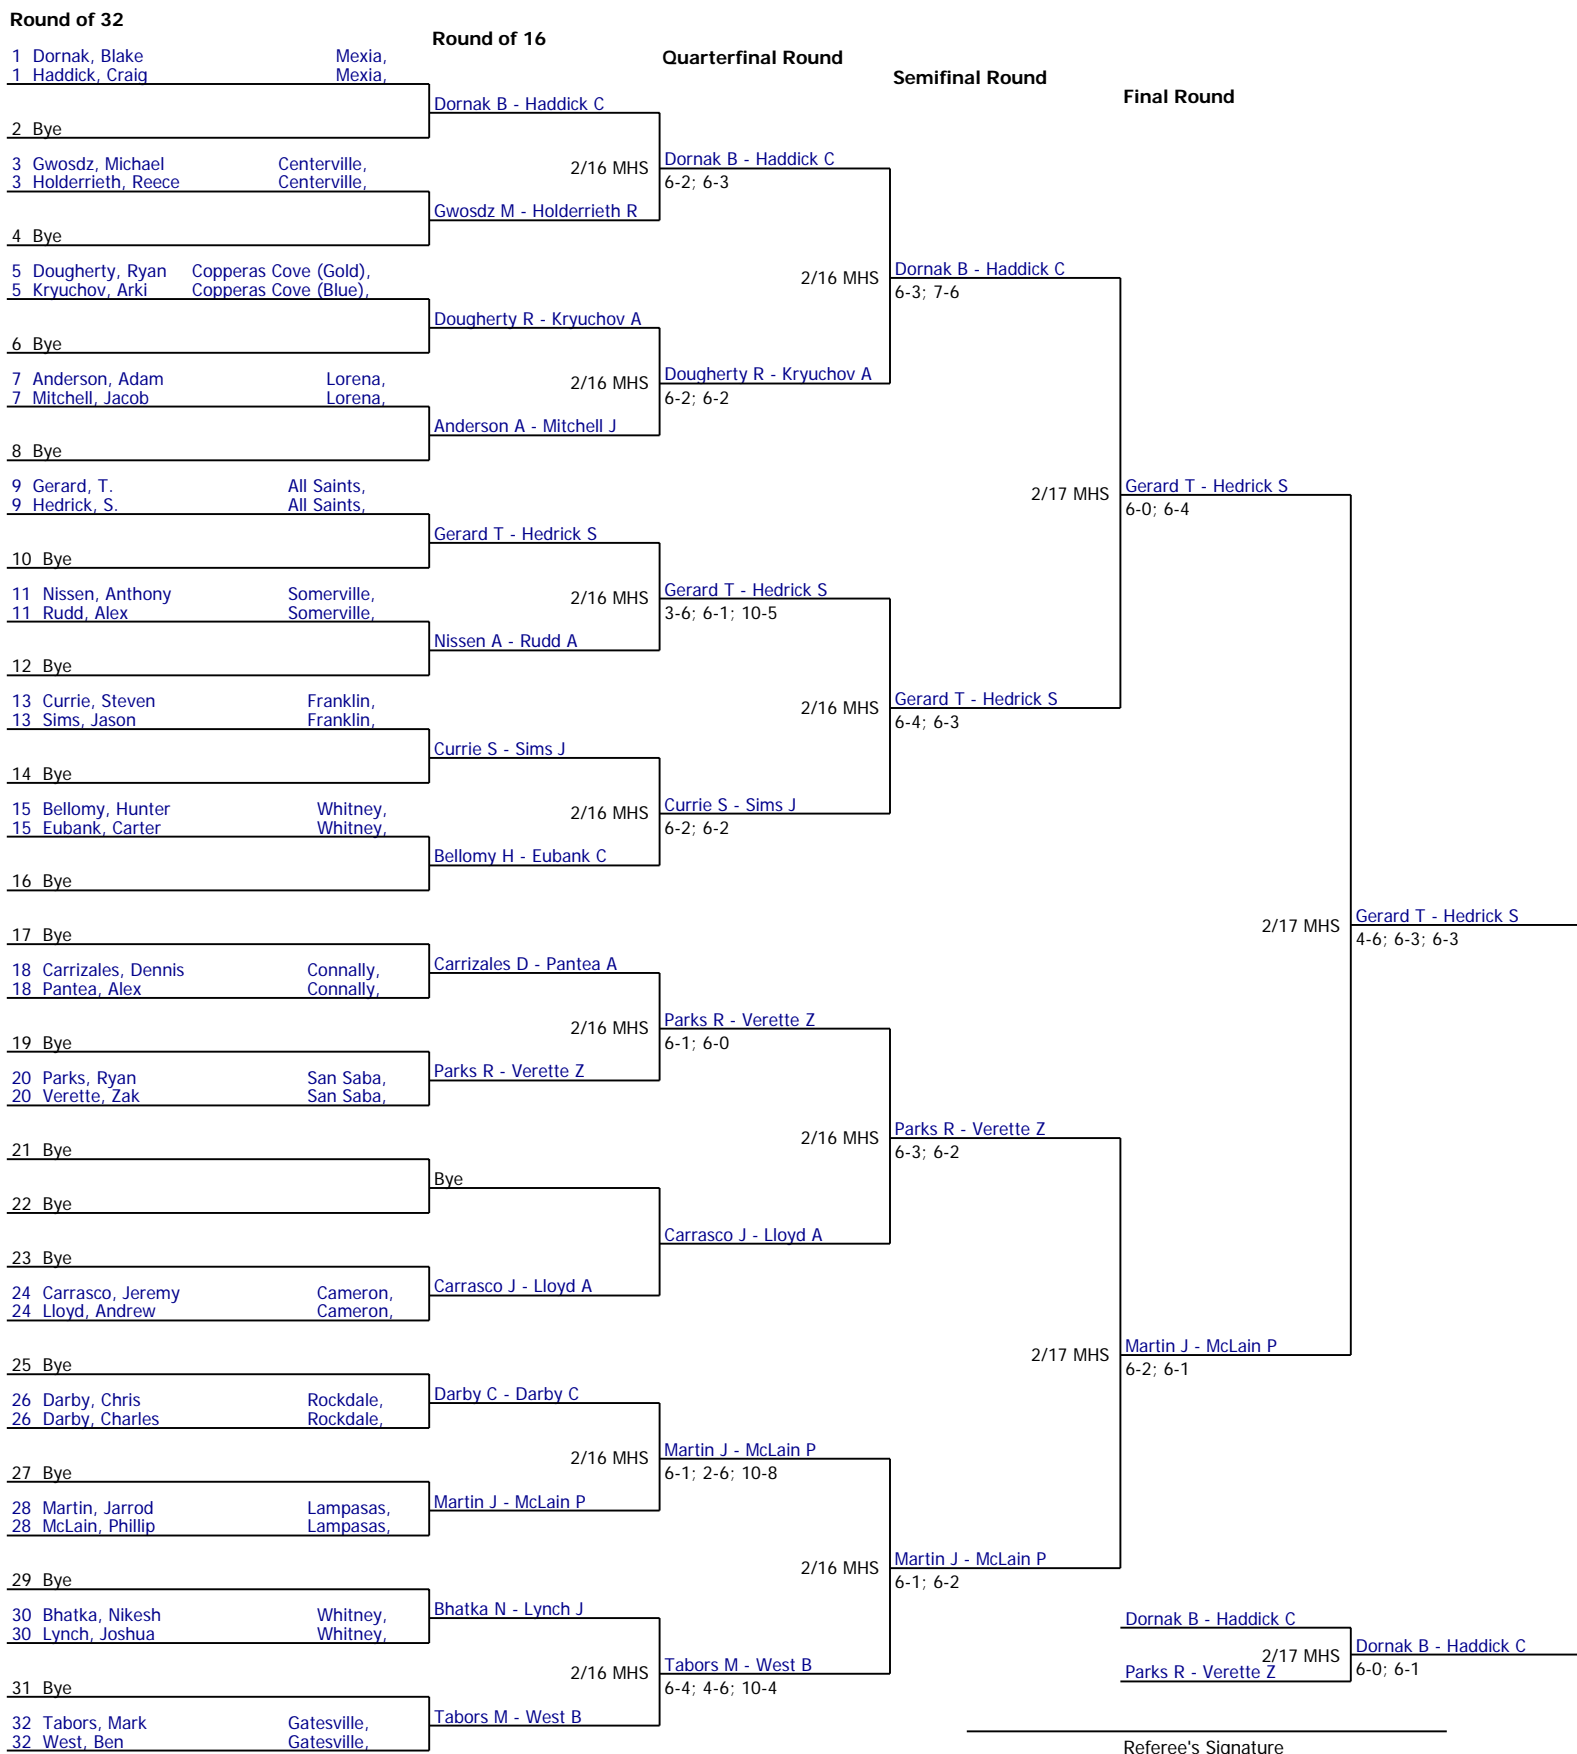 Round of 32
Round of 16
Quarterfinal Round
Semifinal Round
Final Round
1 Dornak, Blake Mexia,
1 Haddick, Craig Mexia,
2 Bye
3 Gwosdz, Michael Centerville,
3 Holderrieth, Reece Centerville,
4 Bye
5 Dougherty, Ryan Copperas Cove (Gold),
5 Kryuchov, Arki Copperas Cove (Blue),
6 Bye
7 Anderson, Adam Lorena,
7 Mitchell, Jacob Lorena,
8 Bye
9 Gerard, T. All Saints,
9 Hedrick, S. All Saints,
10 Bye
11 Nissen, Anthony Somerville,
11 Rudd, Alex Somerville,
12 Bye
13 Currie, Steven Franklin,
13 Sims, Jason Franklin,
14 Bye
15 Bellomy, Hunter Whitney,
15 Eubank, Carter Whitney,
16 Bye
17 Bye
18 Carrizales, Dennis Connally,
18 Pantea, Alex Connally,
19 Bye
20 Parks, Ryan San Saba,
20 Verette, Zak San Saba,
21 Bye
22 Bye
23 Bye
24 Carrasco, Jeremy Cameron,
24 Lloyd, Andrew Cameron,
25 Bye
26 Darby, Chris Rockdale,
26 Darby, Charles Rockdale,
27 Bye
28 Martin, Jarrod Lampasas,
28 McLain, Phillip Lampasas,
29 Bye
30 Bhatka, Nikesh Whitney,
30 Lynch, Joshua Whitney,
31 Bye
32 Tabors, Mark Gatesville,
32 West, Ben Gatesville,
Dornak B - Haddick C
2/16 MHS
Gwosdz M - Holderrieth R
Dougherty R - Kryuchov A
2/16 MHS
Anderson A - Mitchell J
Gerard T - Hedrick S
2/16 MHS
Nissen A - Rudd A
Currie S - Sims J
2/16 MHS
Bellomy H - Eubank C
Carrizales D - Pantea A
2/16 MHS
Parks R - Verette Z
Bye
Carrasco J - Lloyd A
Darby C - Darby C
2/16 MHS
Martin J - McLain P
Bhatka N - Lynch J
2/16 MHS
Tabors M - West B
Dornak B - Haddick C
6-2; 6-3
2/16 MHS
Dougherty R - Kryuchov A
6-2; 6-2
Gerard T - Hedrick S
3-6; 6-1; 10-5
2/16 MHS
Currie S - Sims J
6-2; 6-2
Parks R - Verette Z
6-1; 6-0
2/16 MHS
Carrasco J - Lloyd A
Martin J - McLain P
6-1; 2-6; 10-8
2/16 MHS
Tabors M - West B
6-4; 4-6; 10-4
Dornak B - Haddick C
6-3; 7-6
2/17 MHS
Gerard T - Hedrick S
6-4; 6-3
Parks R - Verette Z
6-3; 6-2
2/17 MHS
Martin J - McLain P
6-1; 6-2
Gerard T - Hedrick S
6-0; 6-4
2/17 MHS
Martin J - McLain P
6-2; 6-1
Gerard T - Hedrick S
4-6; 6-3; 6-3
Dornak B - Haddick C
2/17 MHS
Parks R - Verette Z
Dornak B - Haddick C
6-0; 6-1
Referee's Signature